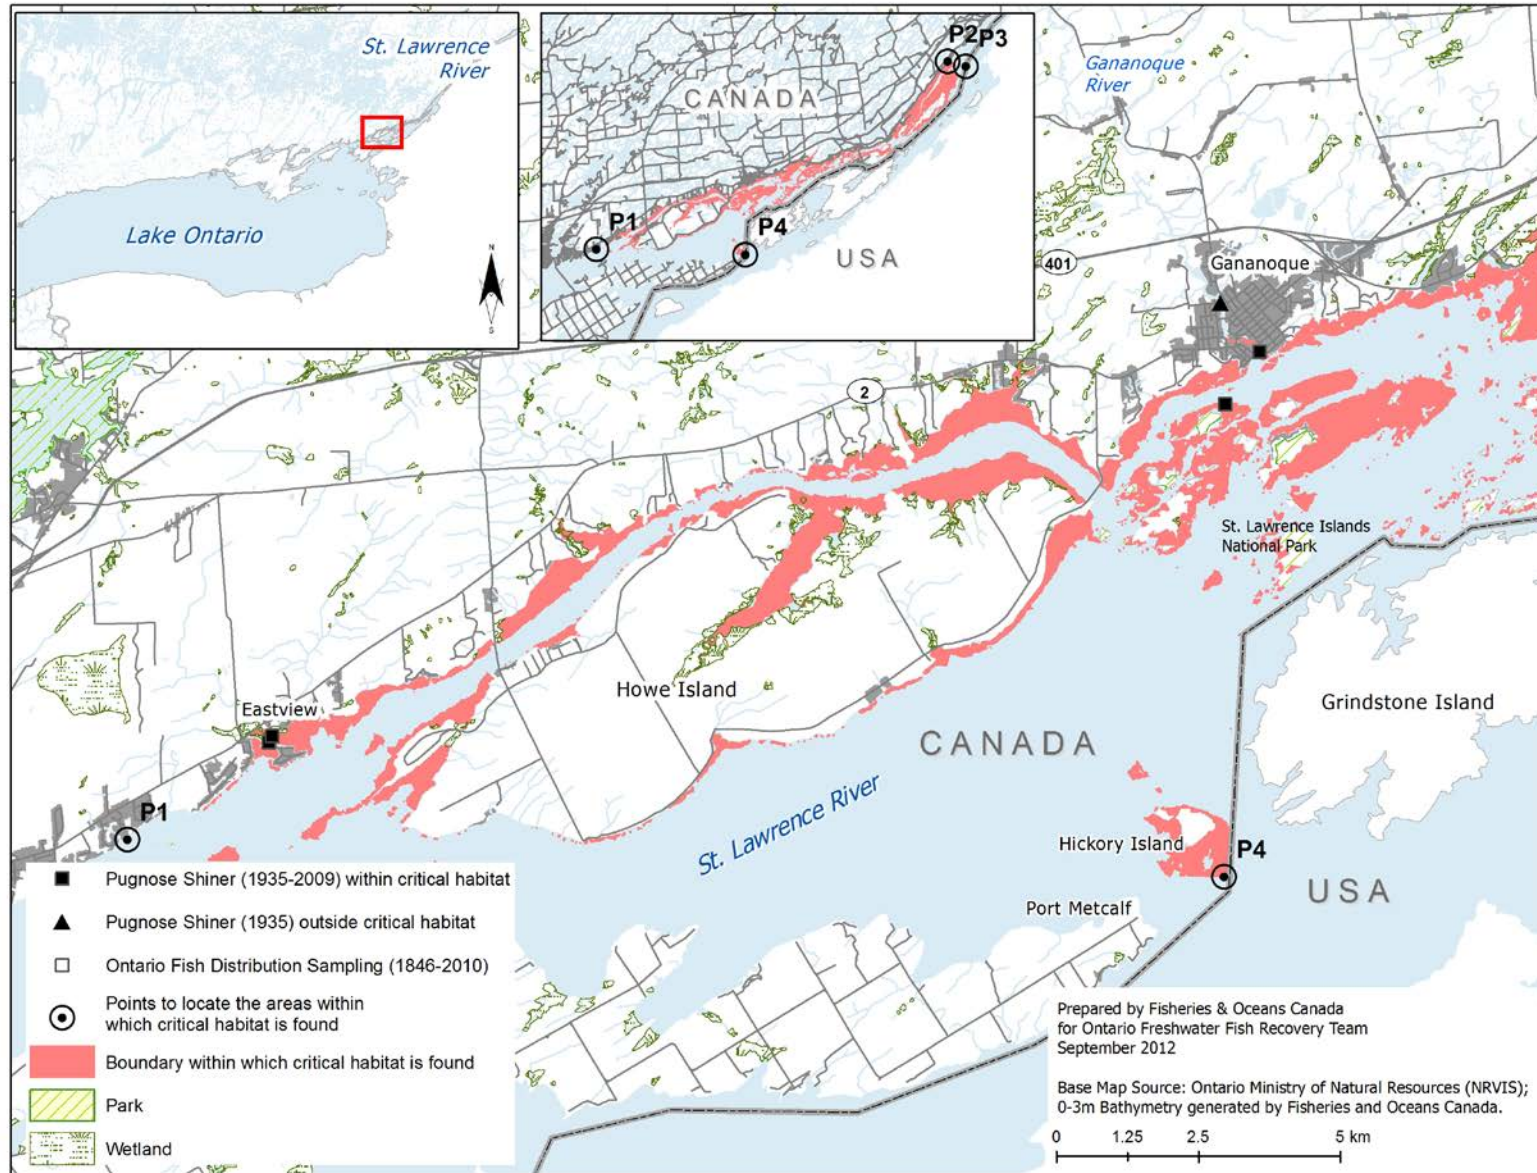 St. Lawrence
River
Lake Ontario
N
S
P2
P3
CANADA
P1
P4
USA
Gananoque
River
401
Gananoque
2
St. Lawrence Islands
National Park
Howe Island
Eastview
Grindstone Island
CANADA
St. Lawrence River
P1
Hickory Island
P4
USA
Port Metcalf
Pugnose Shiner (1935-2009) within critical habitat
Pugnose Shiner (1935) outside critical habitat
Ontario Fish Distribution Sampling (1846-2010)
Points to locate the areas within
which critical habitat is found
Boundary within which critical habitat is found
Park
Wetland
Prepared by Fisheries & Oceans Canada
for Ontario Freshwater Fish Recovery Team
September 2012
Base Map Source: Ontario Ministry of Natural Resources (NRVIS);
0-3m Bathymetry generated by Fisheries and Oceans Canada.
0 1.25 2.5 5 km